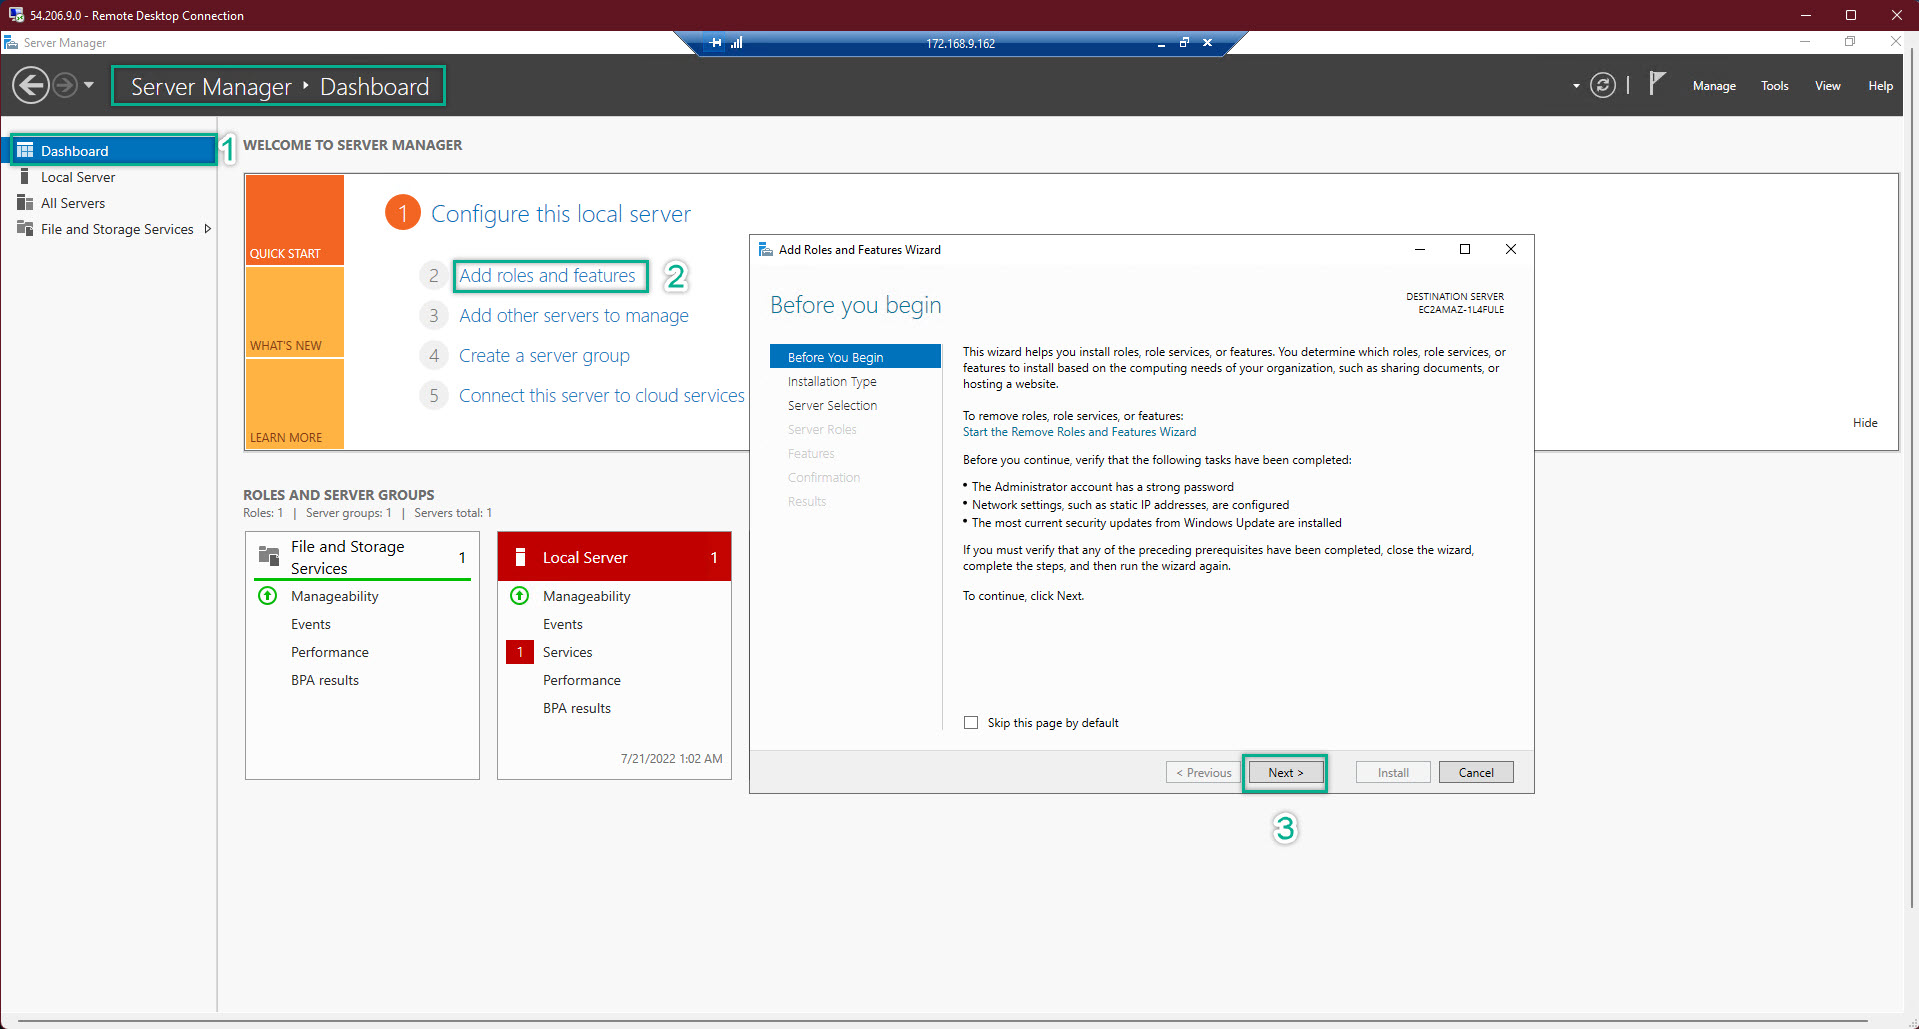 54.206.9.0 - Remote Desktop Connection
Server Manager
172.168.9.162
Server Manager ‣ Dashboard
Manage
Tools
View
Help
Dashboard
1
Local Server
All Servers
File and Storage Services
WELCOME TO SERVER MANAGER
QUICK START
WHAT'S NEW
LEARN MORE
1 Configure this local server
2 Add roles and features
2
3 Add other servers to manage
4 Create a server group
5 Connect this server to cloud services
Hide
ROLES AND SERVER GROUPS
Roles: 1 | Server groups: 1 | Servers total: 1
File and Storage
Services
1
Manageability
Events
Performance
BPA results
Local Server 1
Manageability
Events
1 Services
Performance
BPA results
7/21/2022 1:02 AM
Add Roles and Features Wizard
Before you begin
DESTINATION SERVER
EC2AMAZ-1L4FULE
Before You Begin
Installation Type
Server Selection
Server Roles
Features
Confirmation
Results
This wizard helps you install roles, role services, or features. You determine which roles, role services, or
features to install based on the computing needs of your organization, such as sharing documents, or
hosting a website.
To remove roles, role services, or features:
Start the Remove Roles and Features Wizard
Before you continue, verify that the following tasks have been completed:
• The Administrator account has a strong password
• Network settings, such as static IP addresses, are configured
• The most current security updates from Windows Update are installed
If you must verify that any of the preceding prerequisites have been completed, close the wizard,
complete the steps, and then run the wizard again.
To continue, click Next.
Skip this page by default
< Previous
Next >
Install
Cancel
3